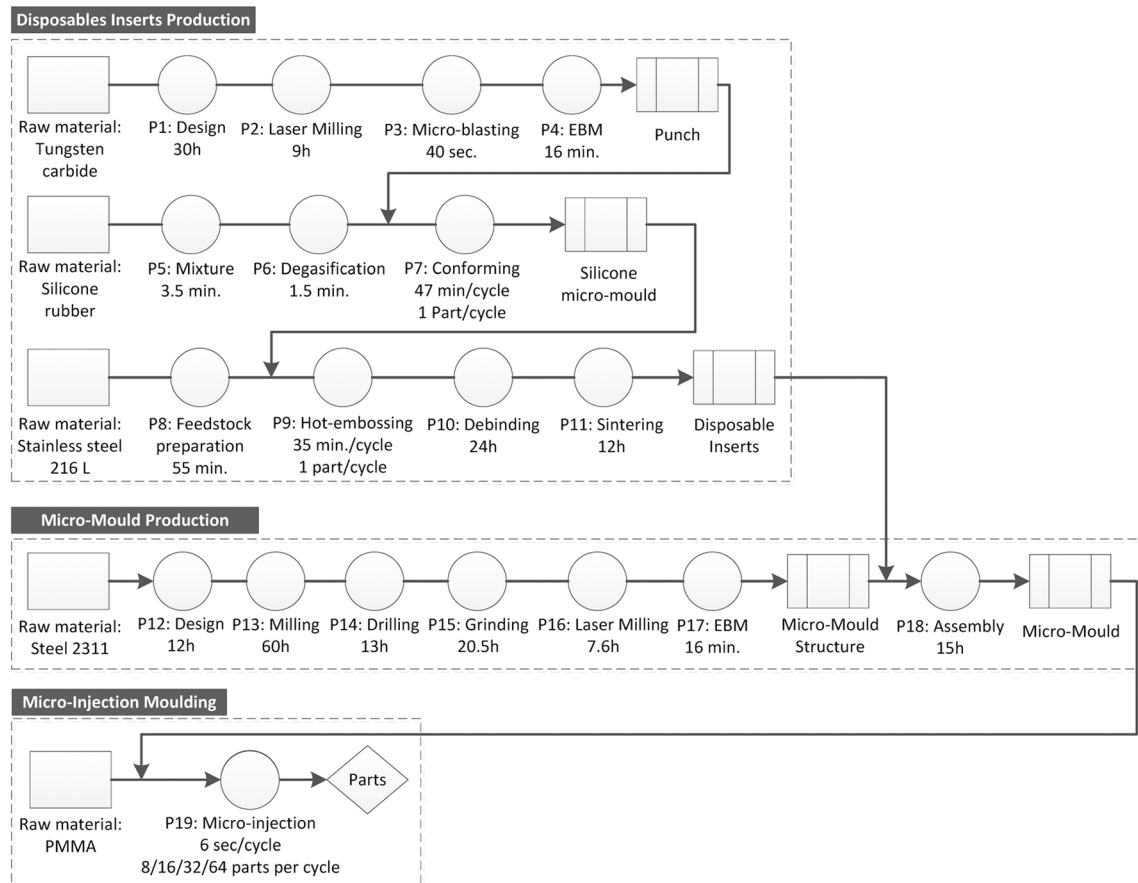 Disposables Inserts Production
Raw material:
Tungsten
carbide
P1: Design
30h
P2: Laser Milling
9h
P3: Micro-blasting
40 sec.
P4: EBM
16 min.
Punch
Raw material:
Silicone
rubber
P5: Mixture
3.5 min.
P6: Degasification
1.5 min.
P7: Conforming
47 min/cycle
1 Part/cycle
Silicone
micro-mould
Raw material:
Stainless steel
216 L
P8: Feedstock
preparation
55 min.
P9: Hot-embossing
35 min./cycle
1 part/cycle
P10: Debinding
24h
P11: Sintering
12h
Disposable
Inserts
Micro-Mould Production
Raw material:
Steel 2311
P12: Design
12h
P13: Milling
60h
P14: Drilling
13h
P15: Grinding
20.5h
P16: Laser Milling
7.6h
P17: EBM
16 min.
Micro-Mould
Structure
P18: Assembly
15h
Micro-Mould
Micro-Injection Moulding
Raw material:
PMMA
P19: Micro-injection
6 sec/cycle
8/16/32/64 parts per cycle
Parts